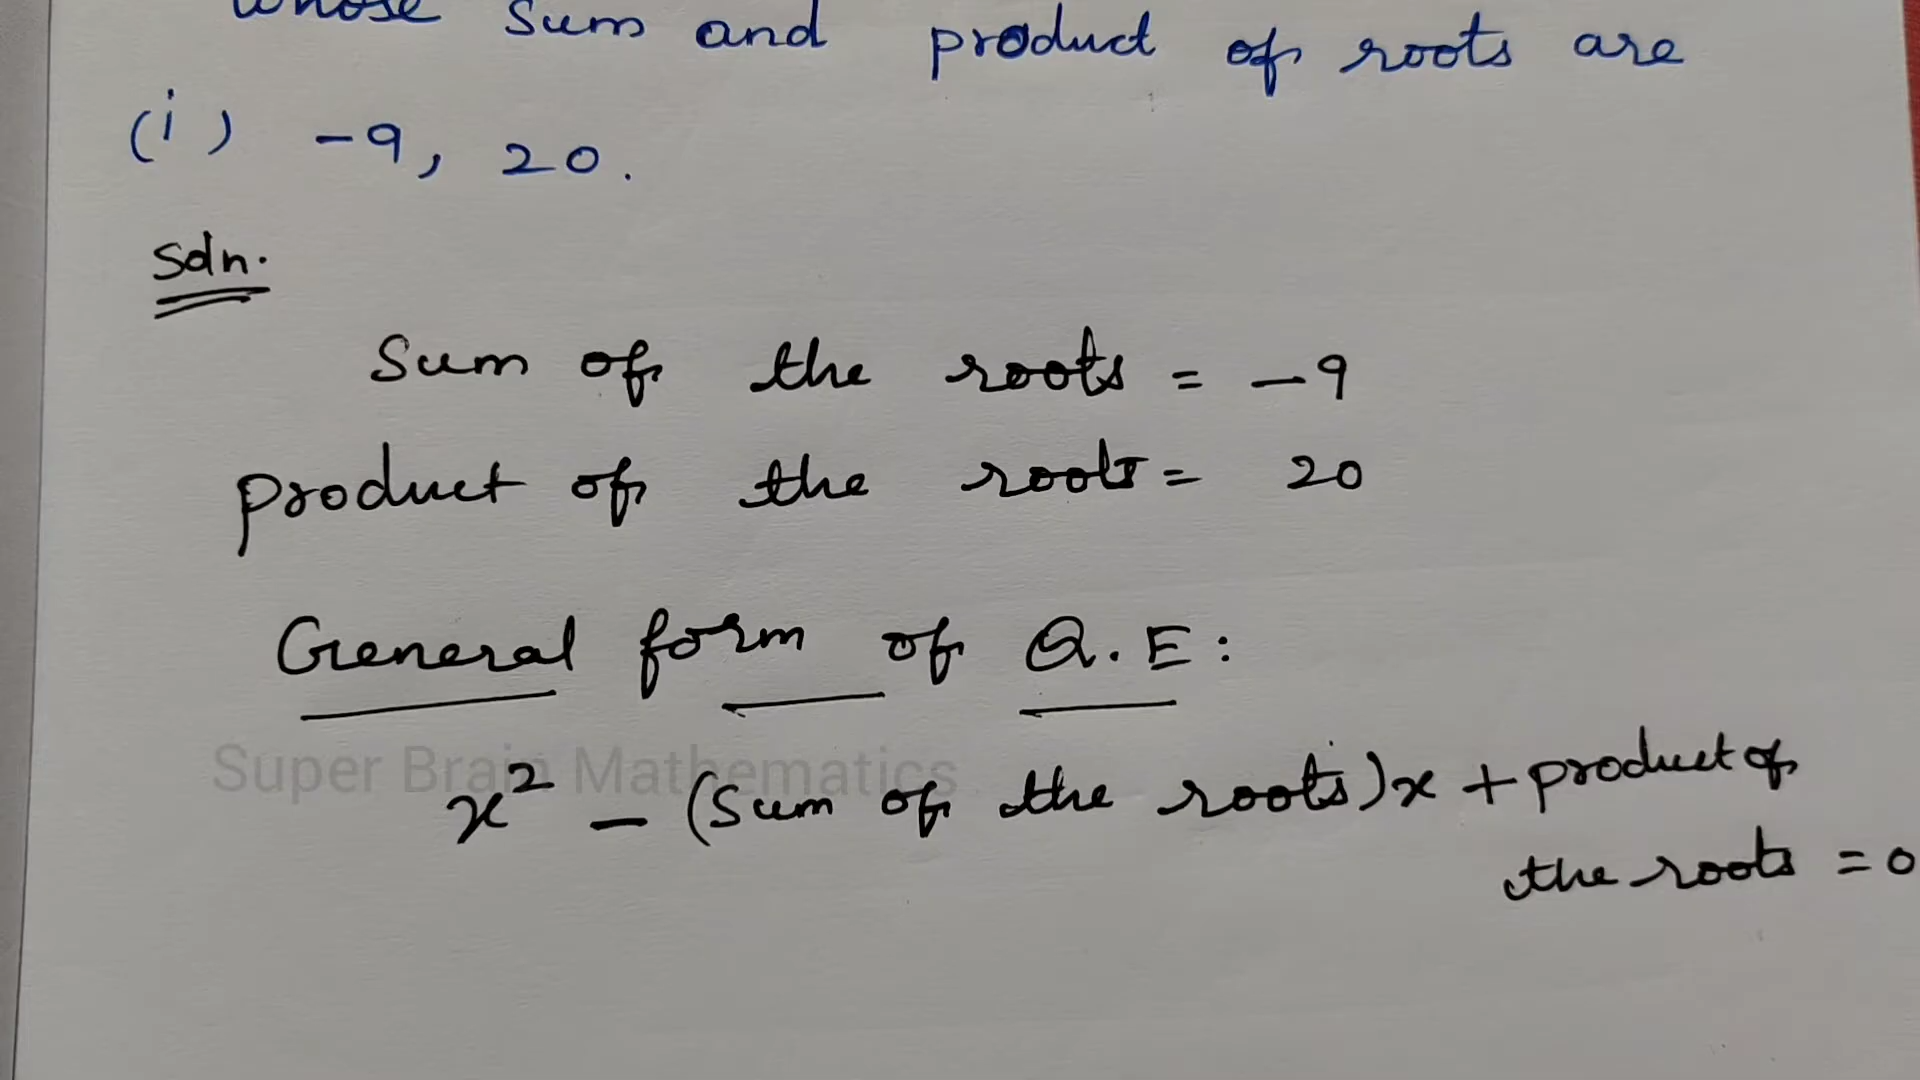 whose sum and product of roots are
(i) -9, 20.
Soln.
Sum of the roots = -9
product of the roots = 20
General form of Q.E:
Super Brain Mathematics
x² - (sum of the roots)x + product of
the roots = 0